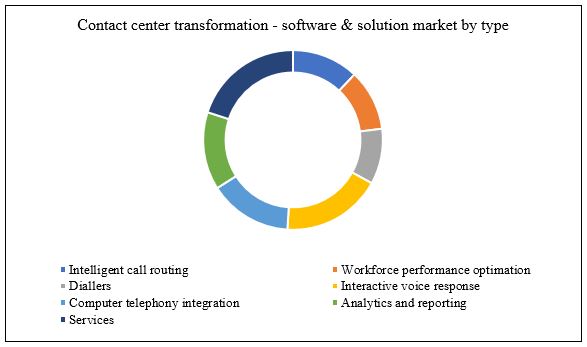 Contact center transformation - software & solution market by type
Intelligent call routing
Workforce performance optimation
Diallers
Interactive voice response
Computer telephony integration
Analytics and reporting
Services